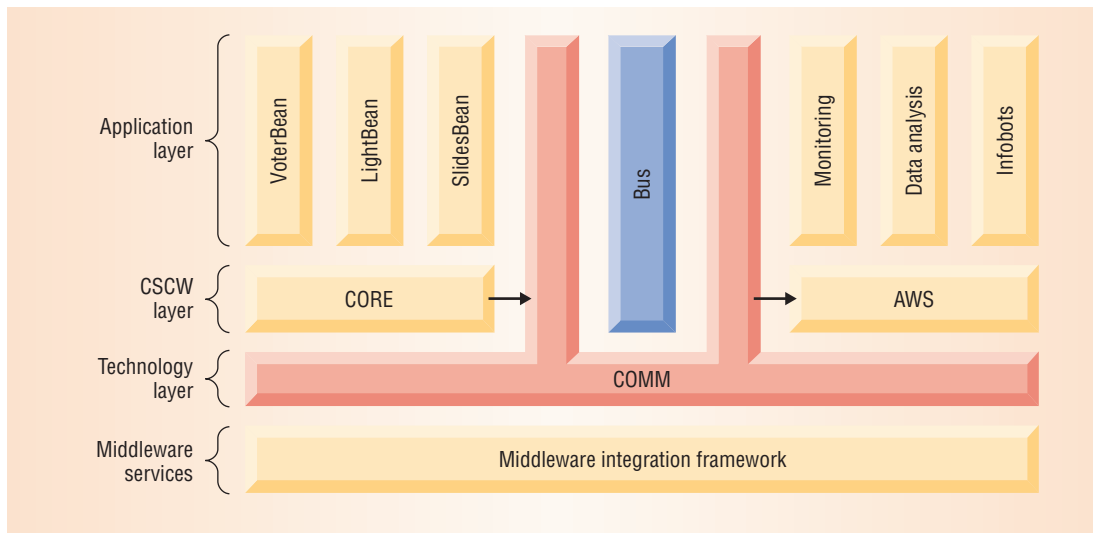 Application
layer
VoterBean
LightBean
SlidesBean
Bus
Monitoring
Data analysis
Infobots
CSCW
layer
CORE
AWS
Technology
layer
COMM
Middleware
services
Middleware integration framework